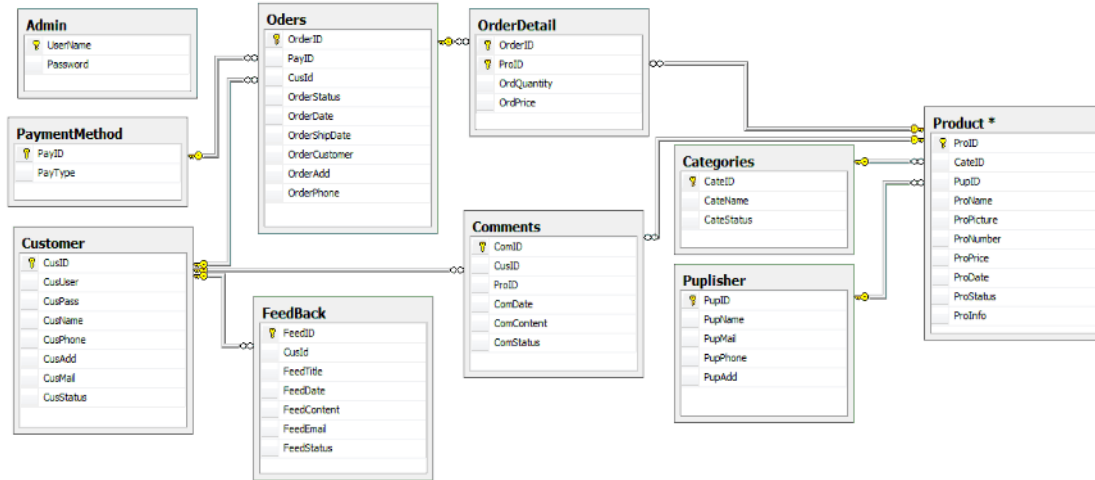 Admin
UserName
Password
PaymentMethod
PayID
PayType
Customer
CusID
CusUser
CusPass
CusName
CusPhone
CusAdd
CusMail
CusStatus
Oders
OrderID
PayID
CusId
OrderStatus
OrderDate
OrderShipDate
OrderCustomer
OrderAdd
OrderPhone
FeedBack
FeedID
CusId
FeedTitle
FeedDate
FeedContent
FeedEmail
FeedStatus
OrderDetail
OrderID
ProID
OrdQuantity
OrdPrice
Comments
ComID
CusID
ProID
ComDate
ComContent
ComStatus
Categories
CateID
CateName
CateStatus
Puplisher
PupID
PupName
PupMail
PupPhone
PupAdd
Product *
ProID
CateID
PupID
ProName
ProPicture
ProNumber
ProPrice
ProDate
ProStatus
ProInfo